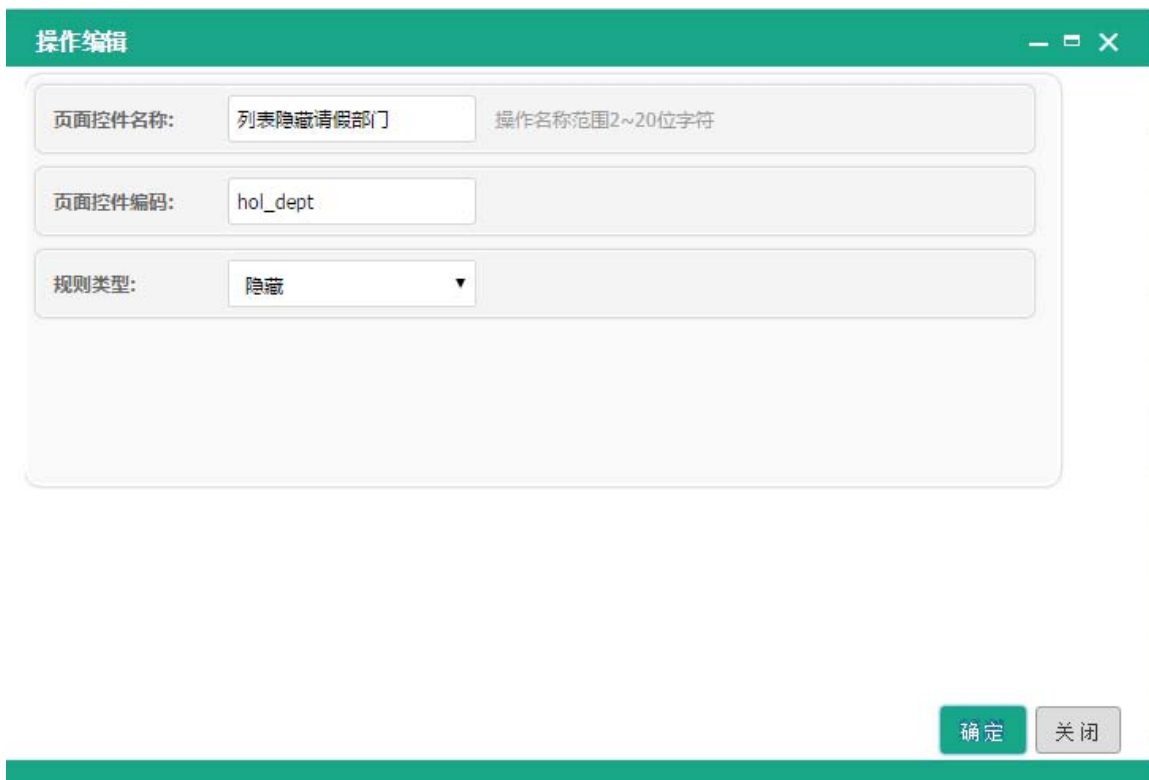 操作编辑
页面控件名称: 列表隐藏请假部门 操作名称范围2~20位字符
页面控件编码: hol_dept
规则类型: 隐藏
确定 关闭